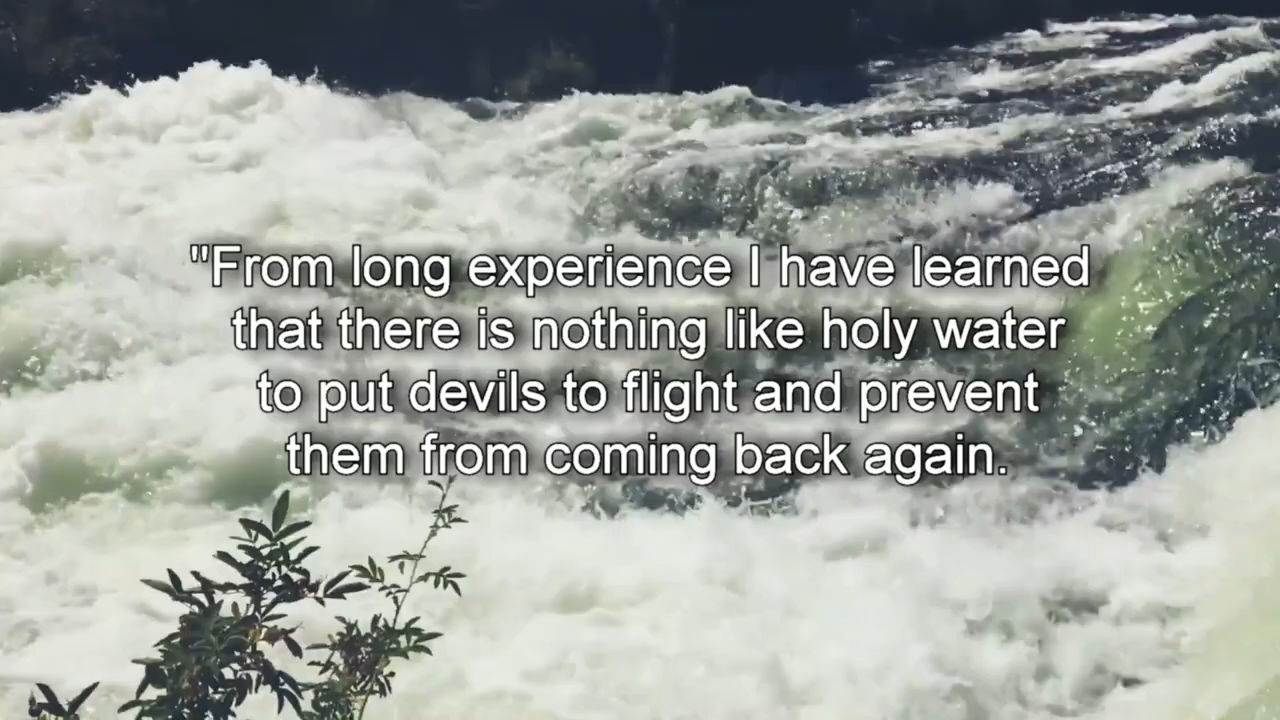 "From long experience I have learned
that there is nothing like holy water
to put devils to flight and prevent
them from coming back again.